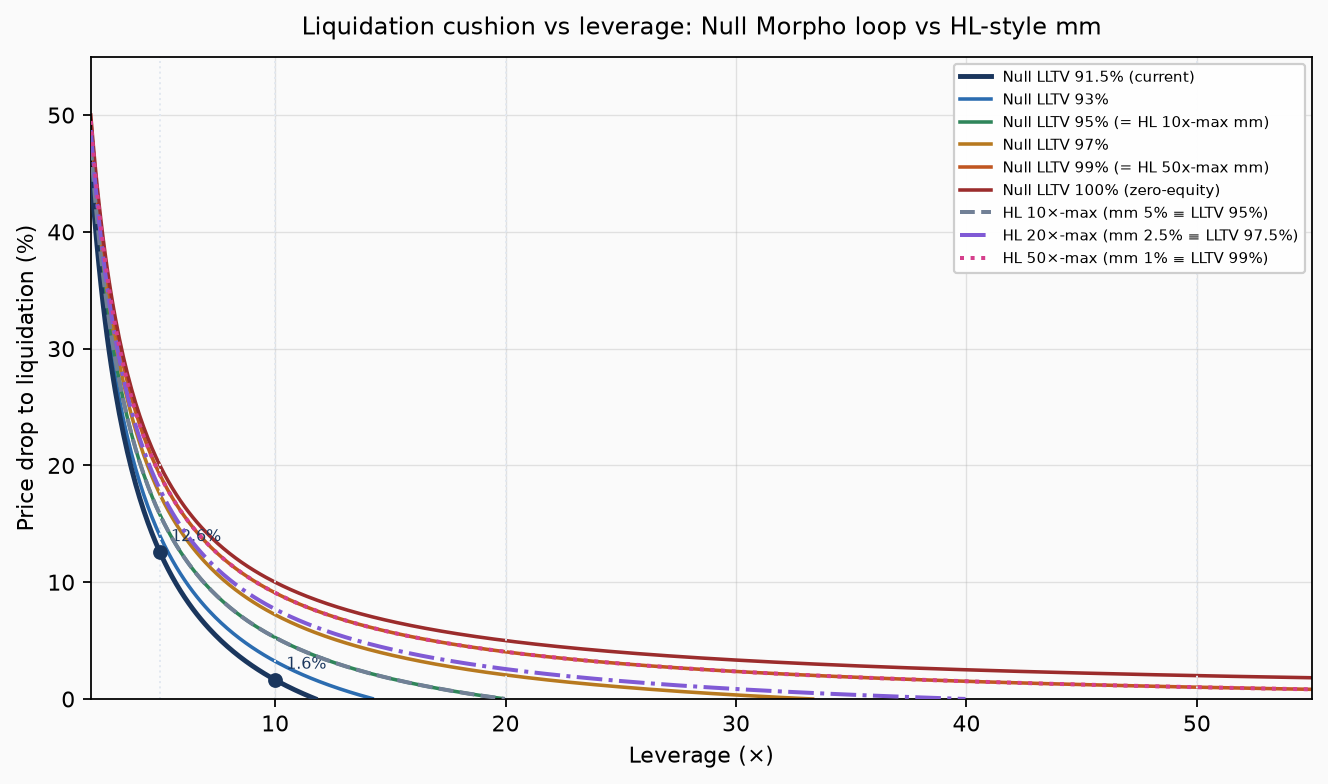 Liquidation cushion vs leverage: Null Morpho loop vs HL-style mm
Null LLTV 91.5% (current)
Null LLTV 93%
Null LLTV 95% (= HL 10x-max mm)
Null LLTV 97%
Null LLTV 99% (= HL 50x-max mm)
Null LLTV 100% (zero-equity)
HL 10×-max (mm 5% ≡ LLTV 95%)
HL 20×-max (mm 2.5% ≡ LLTV 97.5%)
HL 50×-max (mm 1% ≡ LLTV 99%)
Price drop to liquidation (%)
50
40
30
20
10
0
12.6%
1.6%
10
20
30
40
50
Leverage (×)